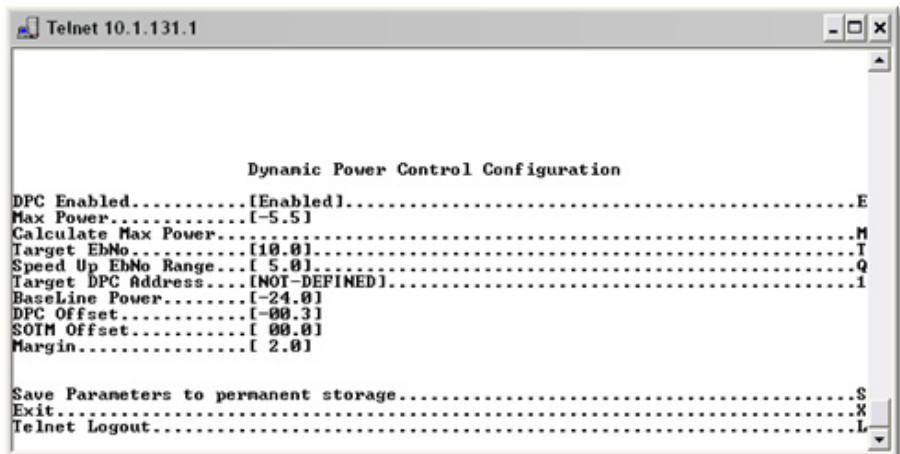 Telnet 10.1.131.1
Dynamic Power Control Configuration
DPC Enabled...........[Enabled].....................................................E
Max Power.............[-5.5]
Calculate Max Power.........................................................M
Target EbNo...........[10.0]........................................................T
Speed Up EbNo Range...[ 5.0]........................................................Q
Target DPC Address....[NOT-DEFINED].................................................1
BaseLine Power........[-24.0]
DPC Offset............[-00.3]
SOTM Offset...........[ 00.0]
Margin................[ 2.0]
Save Parameters to permanent storage..........................................S
Exit..........................................................................X
Telnet Logout.................................................................L